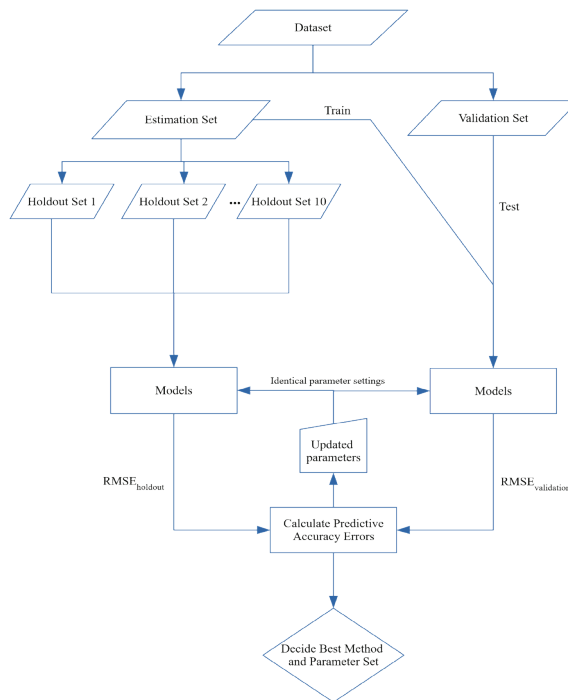 Dataset
Estimation Set
Train
Validation Set
Holdout Set 1
Holdout Set 2
...
Holdout Set 10
Test
Identical parameter settings
Models
Models
Updated
parameters
RMSEholdout
RMSEvalidation
Calculate Predictive
Accuracy Errors
Decide Best Method
and Parameter Set